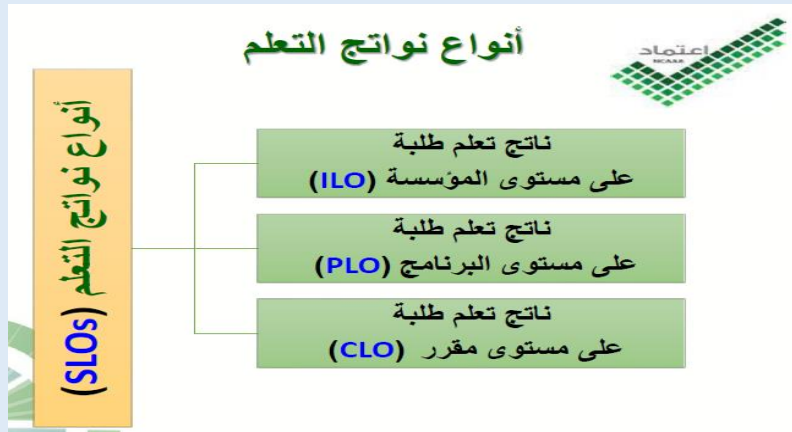 أنواع نواتج التعلم
اعتماد
NCAAA
أنواع نواتج التعلم (SLOs)
ناتج تعلم طلبة
على مستوى المؤسسة (ILO)
ناتج تعلم طلبة
على مستوى البرنامج (PLO)
ناتج تعلم طلبة
على مستوى مقرر (CLO)